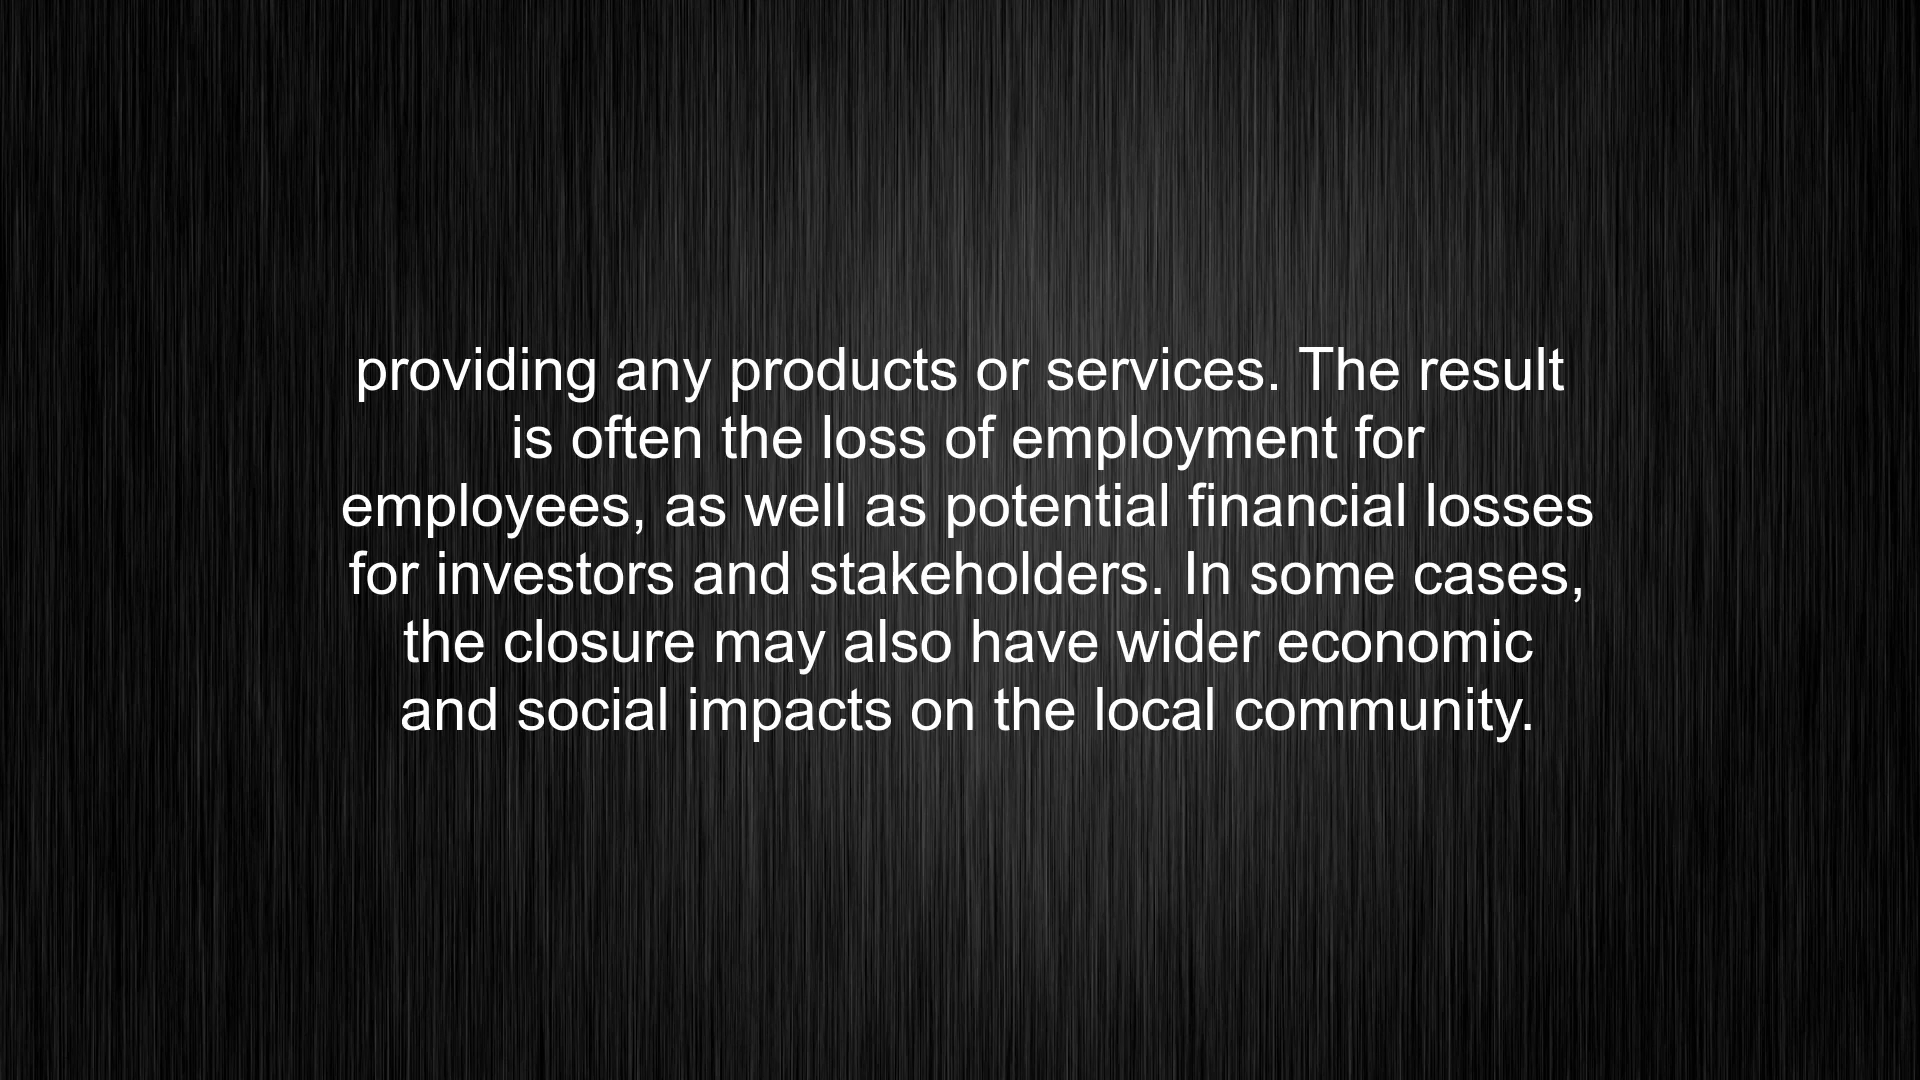 providing any products or services. The result
is often the loss of employment for
employees, as well as potential financial losses
for investors and stakeholders. In some cases,
the closure may also have wider economic
and social impacts on the local community.